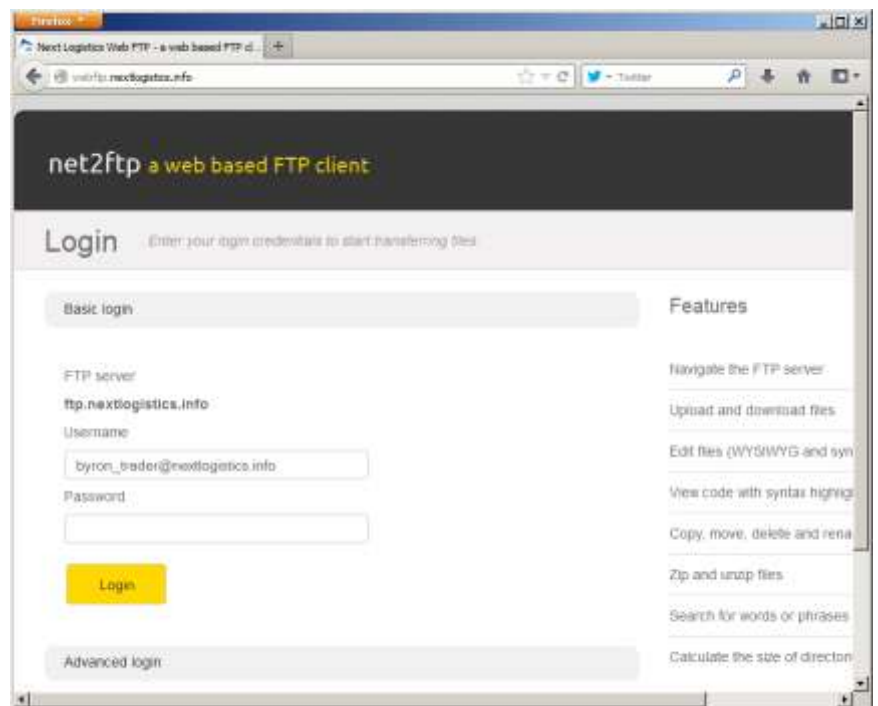 Firefox
Next Logistics Web FTP - a web based FTP cl...
webftp.nextlogistics.info
Twitter
net2ftp a web based FTP client
Login Enter your login credentials to start transferring files
Basic login
FTP server
ftp.nextlogistics.info
Username
byron_trader@nextlogistics.info
Password
Login
Advanced login
Features
Navigate the FTP server
Upload and download files
Edit files (WYSIWYG and syn
View code with syntax highlig
Copy, move, delete and rena
Zip and unzip files
Search for words or phrases
Calculate the size of director